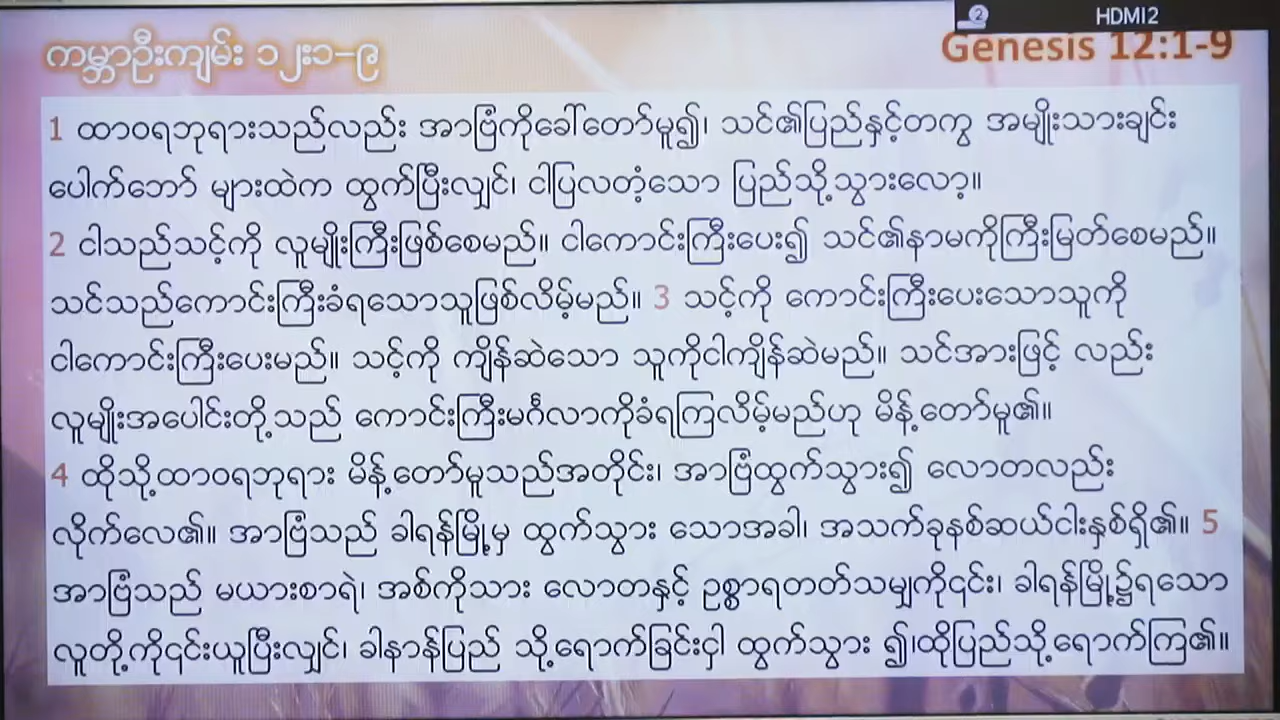 2 HDMI2
ကမ္ဘာဦးကျမ်း ၁၂း၁–၉
Genesis 12:1-9
1 ထာဝရဘုရားသည်လည်း အာဗြံကိုခေါ်တော်မူ၍၊ သင်၏ပြည်နှင့်တကွ အမျိုးသားချင်း
ပေါက်ဘော် များထဲက ထွက်ပြီးလျှင်၊ ငါပြလတံ့သော ပြည်သို့သွားလော့။
2 ငါသည်သင့်ကို လူမျိုးကြီးဖြစ်စေမည်။ ငါကောင်းကြီးပေး၍ သင်၏နာမကိုကြီးမြတ်စေမည်။
သင်သည်ကောင်းကြီးခံရသောသူဖြစ်လိမ့်မည်။ 3 သင့်ကို ကောင်းကြီးပေးသောသူကို
ငါကောင်းကြီးပေးမည်။ သင့်ကို ကျိန်ဆဲသော သူကိုငါကျိန်ဆဲမည်။ သင်အားဖြင့် လည်း
လူမျိုးအပေါင်းတို့သည် ကောင်းကြီးမင်္ဂလာကိုခံရကြလိမ့်မည်ဟု မိန့်တော်မူ၏။
4 ထိုသို့ထာဝရဘုရား မိန့်တော်မူသည်အတိုင်း၊ အာဗြံထွက်သွား၍ လောတလည်း
လိုက်လေ၏။ အာဗြံသည် ခါရန်မြို့မှ ထွက်သွား သောအခါ၊ အသက်ခုနစ်ဆယ်ငါးနှစ်ရှိ၏။ 5
အာဗြံသည် မယားစာရဲ၊ အစ်ကိုသား လောတနှင့် ဥစ္စာရတတ်သမျှကို၎င်း၊ ခါရန်မြို့၌ရသော
လူတို့ကို၎င်းယူပြီးလျှင်၊ ခါနာန်ပြည် သို့ရောက်ခြင်းငှါ ထွက်သွား ၍၊ထိုပြည်သို့ရောက်ကြ၏။